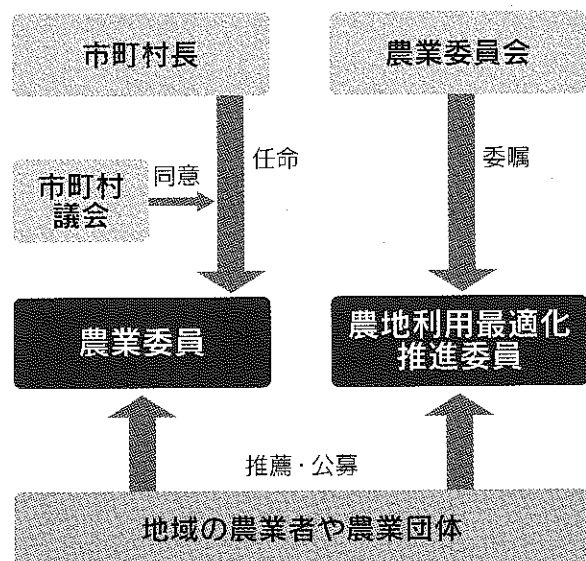 市町村長
農業委員会
任命
委嘱
同意
市町村
議会
農業委員
農地利用最適化
推進委員
推薦・公募
地域の農業者や農業団体